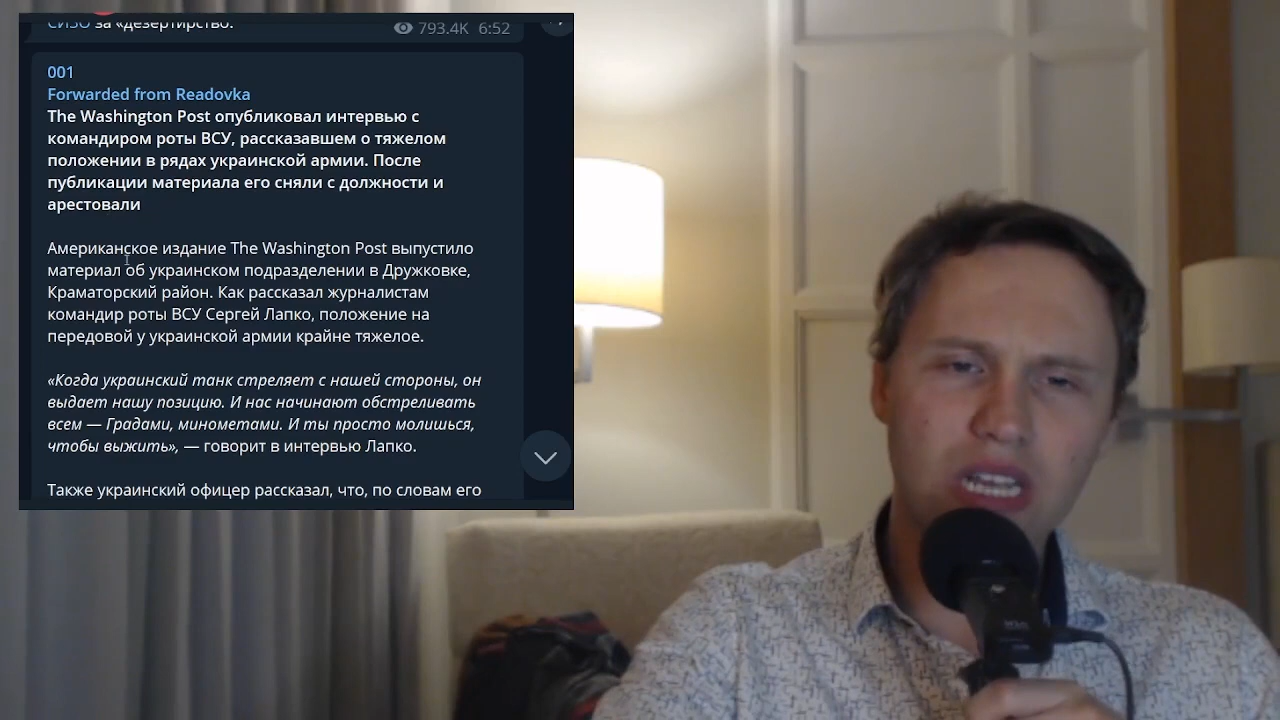 СИЗО за «дезертирство.
793.4K 6:52
001
Forwarded from Readovka
The Washington Post опубликовал интервью с
командиром роты ВСУ, рассказавшем о тяжелом
положении в рядах украинской армии. После
публикации материала его сняли с должности и
арестовали
Американское издание The Washington Post выпустило
материал об украинском подразделении в Дружковке,
Краматорский район. Как рассказал журналистам
командир роты ВСУ Сергей Лапко, положение на
передовой у украинской армии крайне тяжелое.
«Когда украинский танк стреляет с нашей стороны, он
выдает нашу позицию. И нас начинают обстреливать
всем — Градами, минометами. И ты просто молишься,
чтобы выжить», — говорит в интервью Лапко.
Также украинский офицер рассказал, что, по словам его